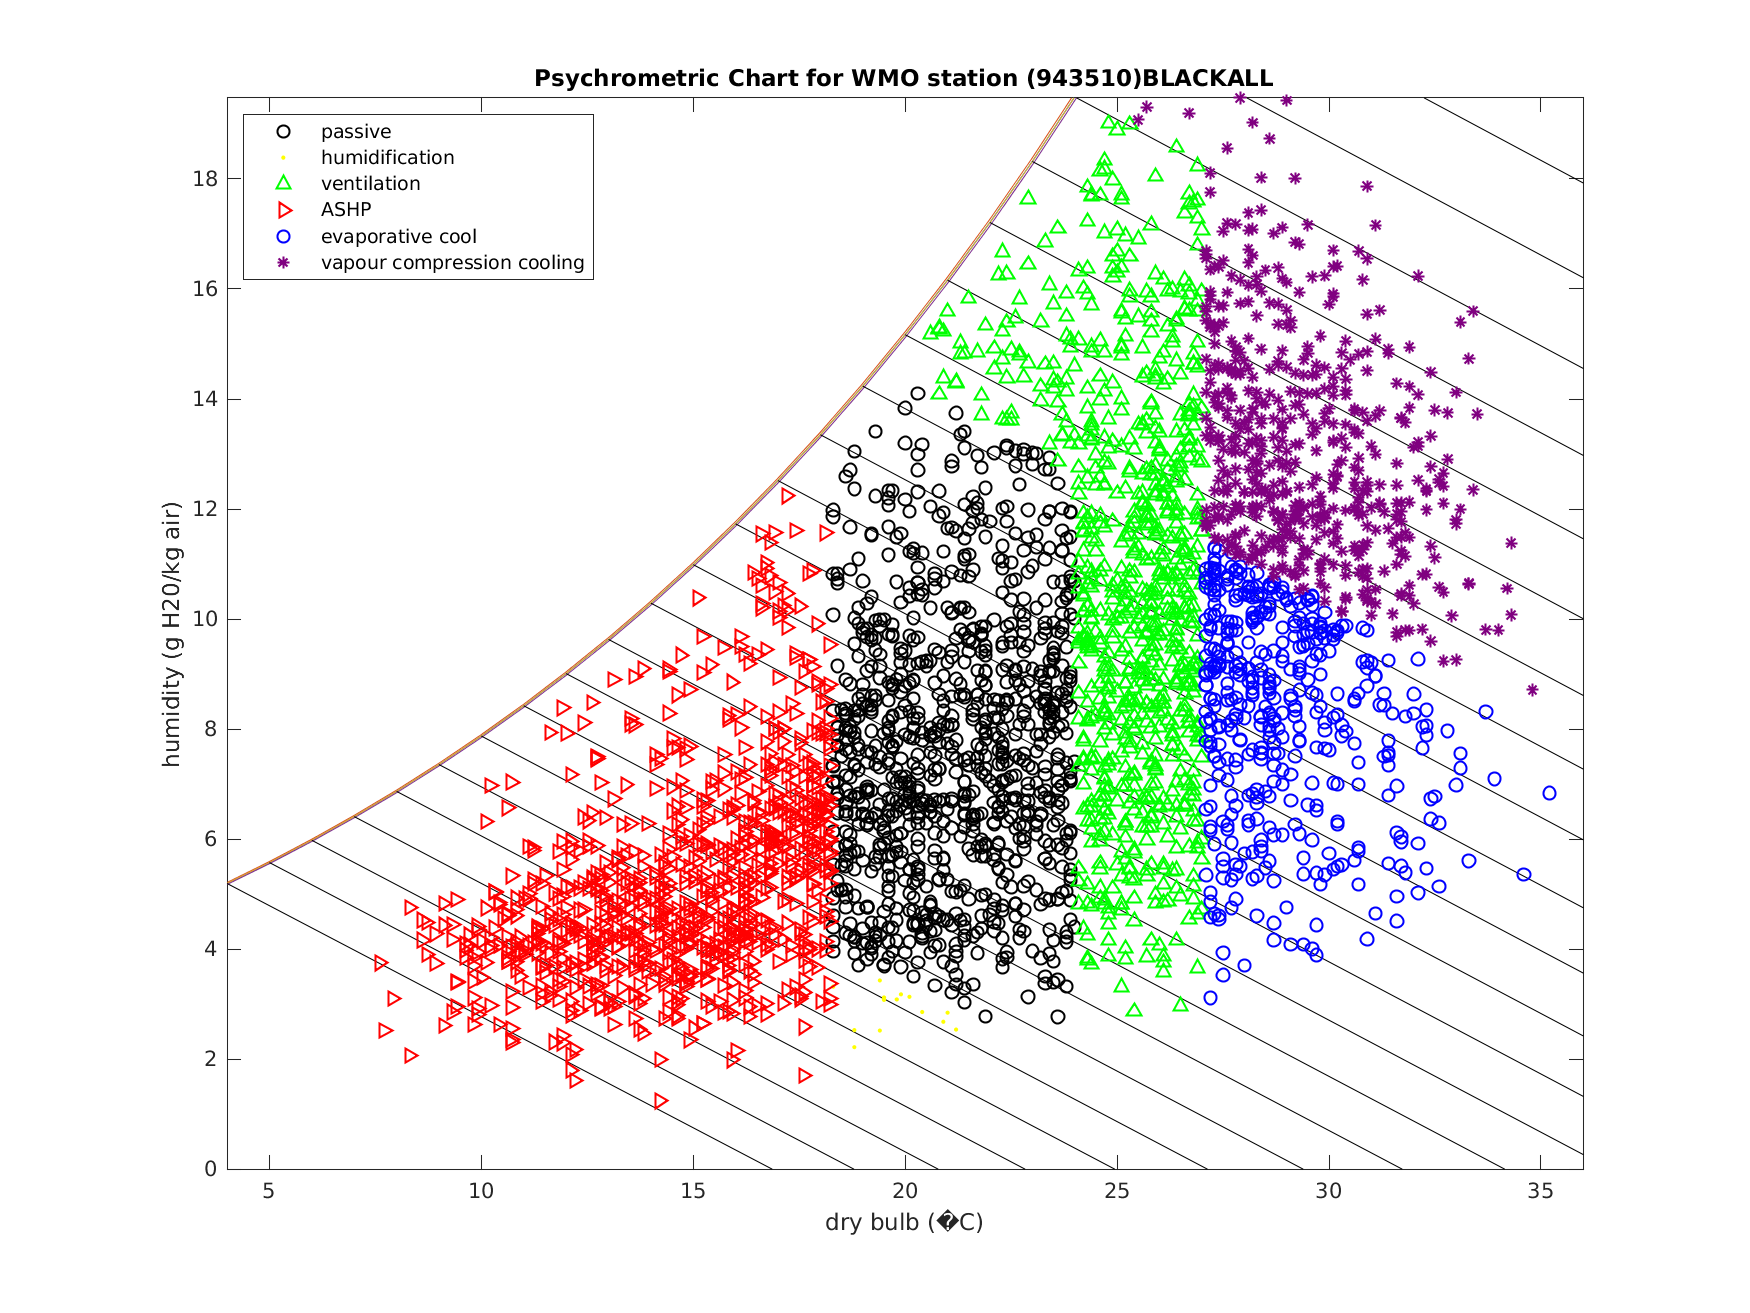 Psychrometric Chart for WMO station (943510)BLACKALL
passive
humidification
ventilation
ASHP
evaporative cool
vapour compression cooling
18
16
14
12
10
8
6
4
2
0
humidity (g H20/kg air)
5 10 15 20 25 30 35
dry bulb (�C)